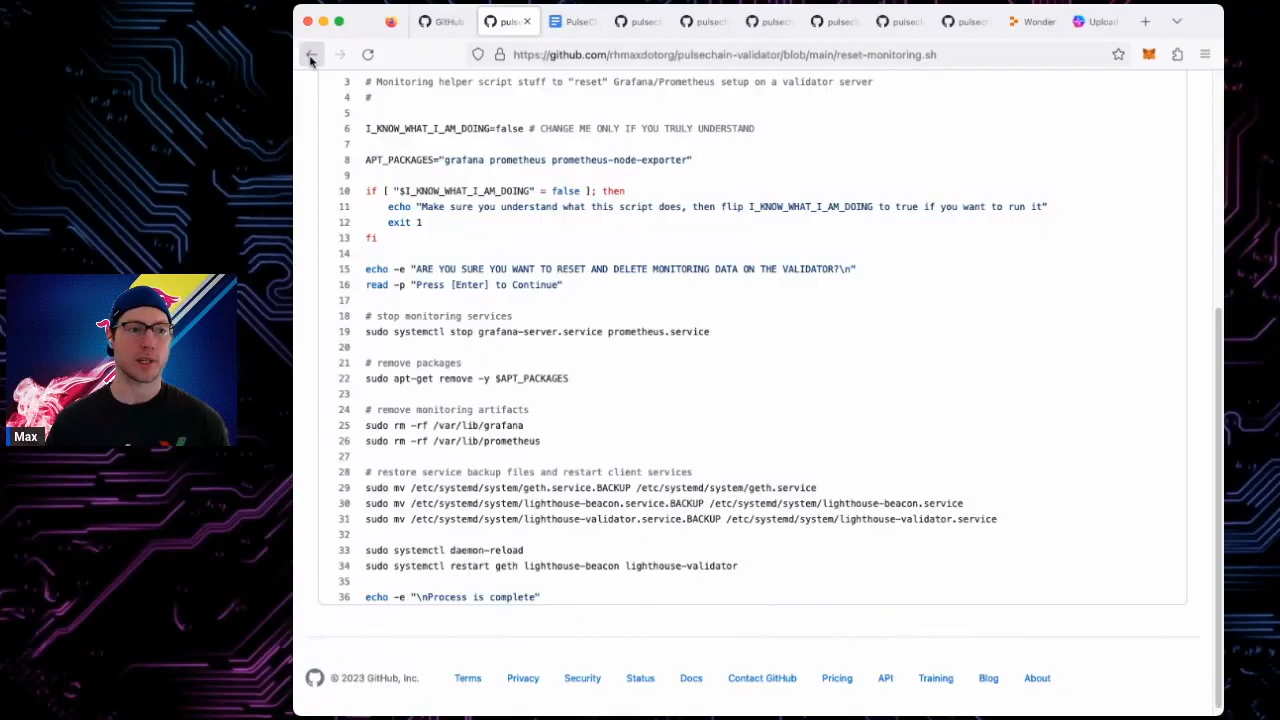 GitHub
pulse
PulseC
pulsec
pulsec
pulsec
pulsec
pulsec
pulsec
Wonder
Upload
https://github.com/rhmaxdotorg/pulsechain-validator/blob/main/reset-monitoring.sh
3 # Monitoring helper script stuff to "reset" Grafana/Prometheus setup on a validator server
4 #
5
6 I_KNOW_WHAT_I_AM_DOING=false # CHANGE ME ONLY IF YOU TRULY UNDERSTAND
7
8 APT_PACKAGES="grafana prometheus prometheus-node-exporter"
9
10 if [ "$I_KNOW_WHAT_I_AM_DOING" = false ]; then
11 echo "Make sure you understand what this script does, then flip I_KNOW_WHAT_I_AM_DOING to true if you want to run it"
12 exit 1
13 fi
14
15 echo -e "ARE YOU SURE YOU WANT TO RESET AND DELETE MONITORING DATA ON THE VALIDATOR?\n"
16 read -p "Press [Enter] to Continue"
17
18 # stop monitoring services
19 sudo systemctl stop grafana-server.service prometheus.service
20
21 # remove packages
22 sudo apt-get remove -y $APT_PACKAGES
23
24 # remove monitoring artifacts
25 sudo rm -rf /var/lib/grafana
26 sudo rm -rf /var/lib/prometheus
27
28 # restore service backup files and restart client services
29 sudo mv /etc/systemd/system/geth.service.BACKUP /etc/systemd/system/geth.service
30 sudo mv /etc/systemd/system/lighthouse-beacon.service.BACKUP /etc/systemd/system/lighthouse-beacon.service
31 sudo mv /etc/systemd/system/lighthouse-validator.service.BACKUP /etc/systemd/system/lighthouse-validator.service
32
33 sudo systemctl daemon-reload
34 sudo systemctl restart geth lighthouse-beacon lighthouse-validator
35
36 echo -e "\nProcess is complete"
© 2023 GitHub, Inc. Terms Privacy Security Status Docs Contact GitHub Pricing API Training Blog About
Max